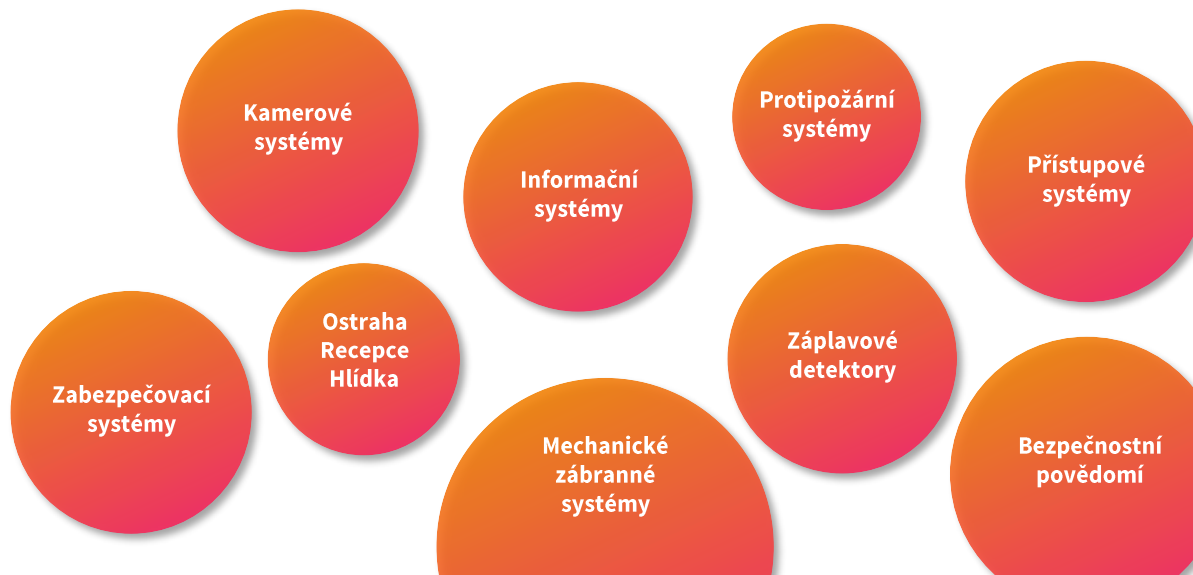 Kamerové
systémy
Informační
systémy
Protipožární
systémy
Přístupové
systémy
Zabezpečovací
systémy
Ostraha
Recepce
Hlídka
Mechanické
zábranné
systémy
Záplavové
detektory
Bezpečnostní
povědomí